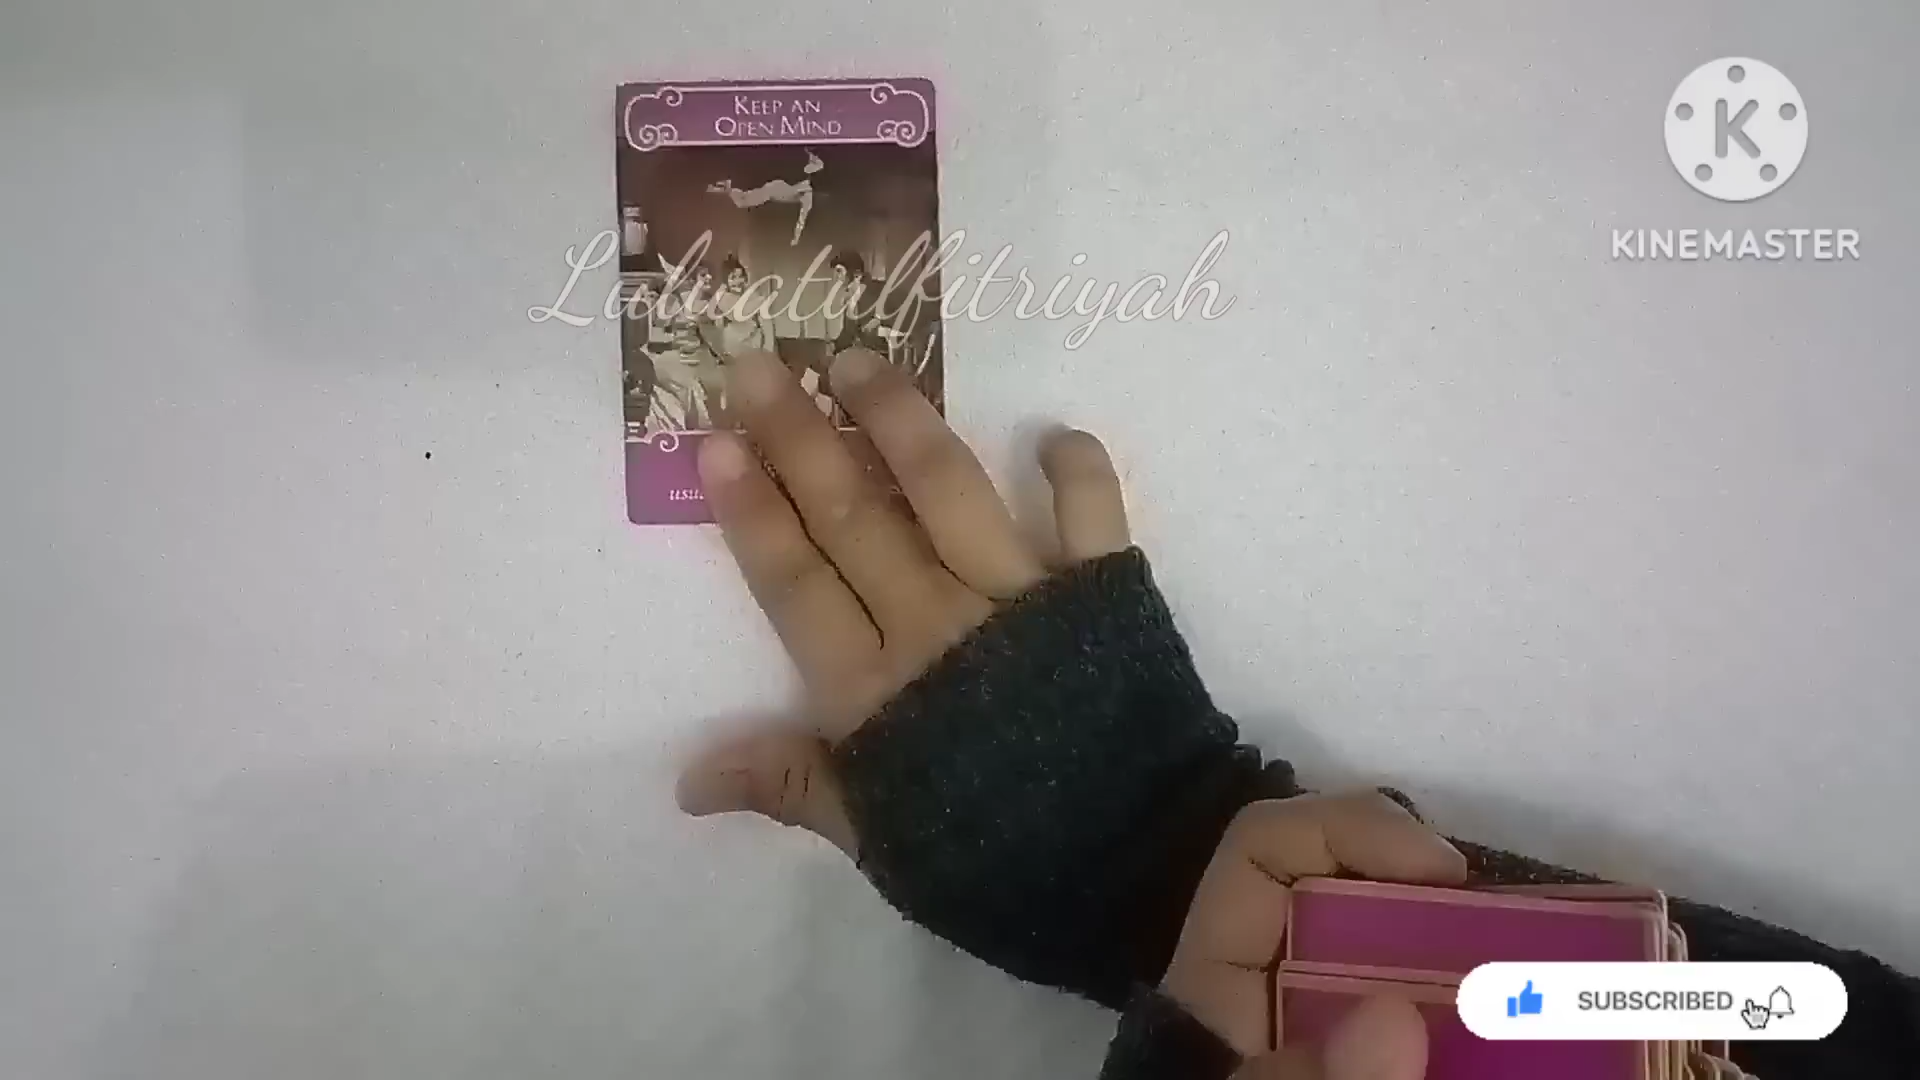 KEEP AN
OPEN MIND
Luluatulfitriyah
K
KINEMASTER
SUBSCRIBED